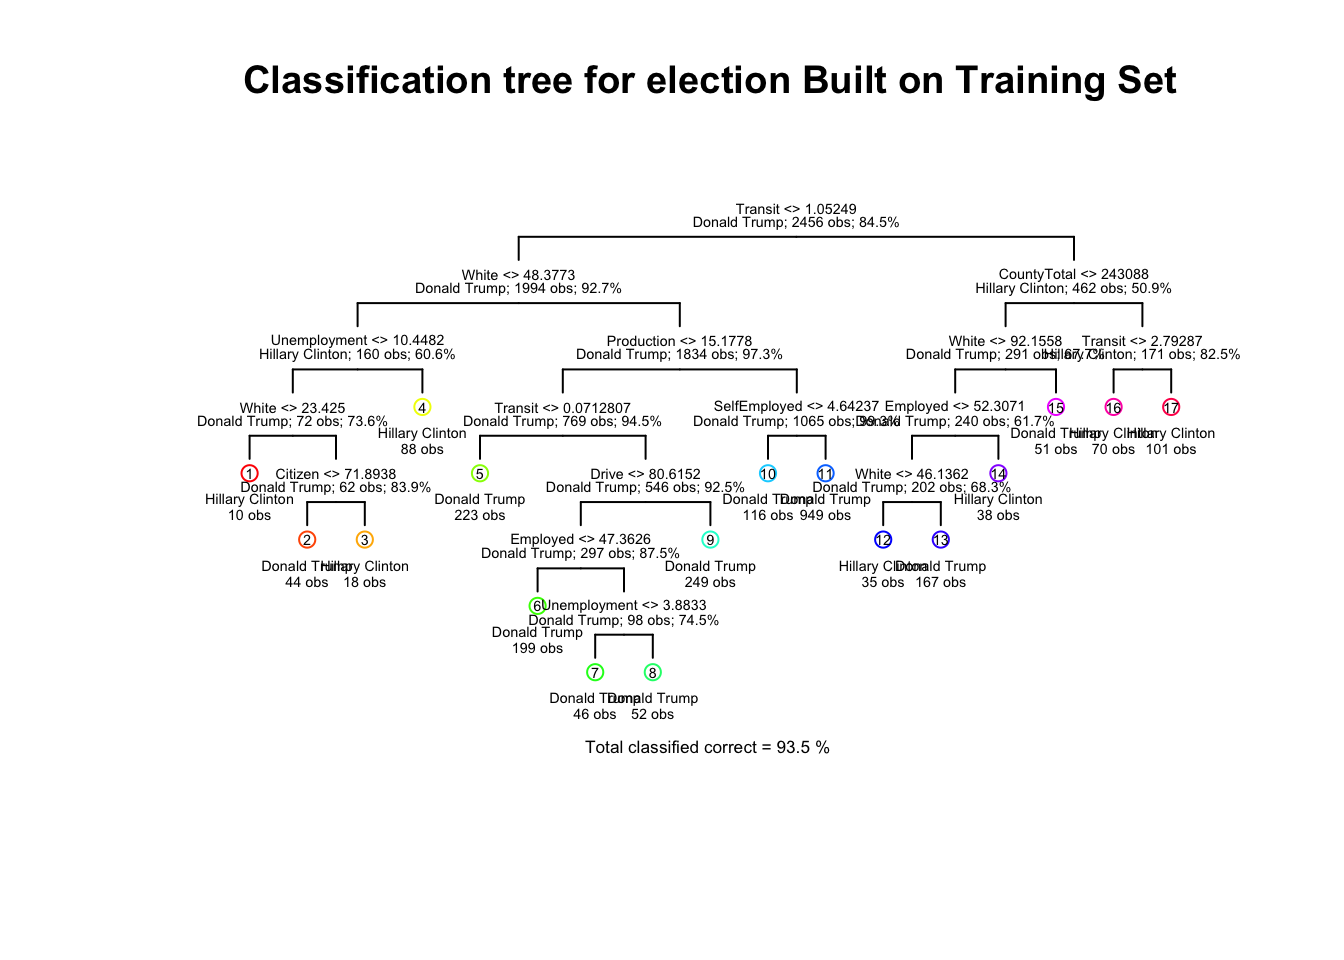 Classification tree for election Built on Training Set
Transit <> 1.05249
Donald Trump; 2456 obs; 84.5%
White <> 48.3773
Donald Trump; 1994 obs; 92.7%
CountyTotal <> 243088
Hillary Clinton; 462 obs; 50.9%
Unemployment <> 10.4482
Hillary Clinton; 160 obs; 60.6%
Production <> 15.1778
Donald Trump; 1834 obs; 97.3%
White <> 92.1558
Donald Trump; 291 obs; 67.7%
Transit <> 2.79287
Hillary Clinton; 171 obs; 82.5%
White <> 23.425
Donald Trump; 72 obs; 73.6%
4
Hillary Clinton
88 obs
Transit <> 0.0712807
Donald Trump; 769 obs; 94.5%
SelfEmployed <> 4.64237
Donald Trump; 1065 obs; 99.3%
Employed <> 52.3071
Donald Trump; 240 obs; 61.7%
15
Donald Trump
51 obs
16
Hillary Clinton
70 obs
17
Hillary Clinton
101 obs
1
Hillary Clinton
10 obs
Citizen <> 71.8938
Donald Trump; 62 obs; 83.9%
5
Donald Trump
223 obs
Drive <> 80.6152
Donald Trump; 546 obs; 92.5%
10
Donald Trump
116 obs
11
Donald Trump
949 obs
White <> 46.1362
Donald Trump; 202 obs; 68.3%
14
Hillary Clinton
38 obs
2
Donald Trump
44 obs
3
Hillary Clinton
18 obs
Employed <> 47.3626
Donald Trump; 297 obs; 87.5%
9
Donald Trump
249 obs
12
Hillary Clinton
35 obs
13
Donald Trump
167 obs
6
Donald Trump
199 obs
Unemployment <> 3.8833
Donald Trump; 98 obs; 74.5%
7
Donald Trump
46 obs
8
Donald Trump
52 obs
Total classified correct = 93.5 %